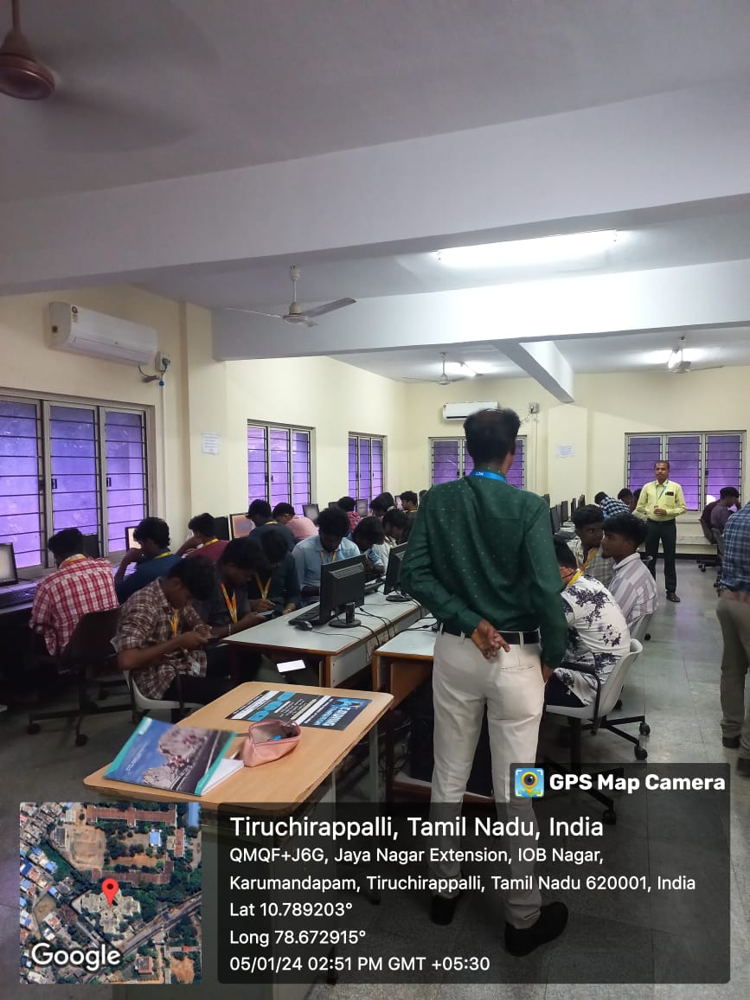 GPS Map Camera
Tiruchirappalli, Tamil Nadu, India
QMQF+J6G, Jaya Nagar Extension, IOB Nagar,
Karumandapam, Tiruchirappalli, Tamil Nadu 620001, India
Lat 10.789203°
Long 78.672915°
05/01/24 02:51 PM GMT +05:30
Google